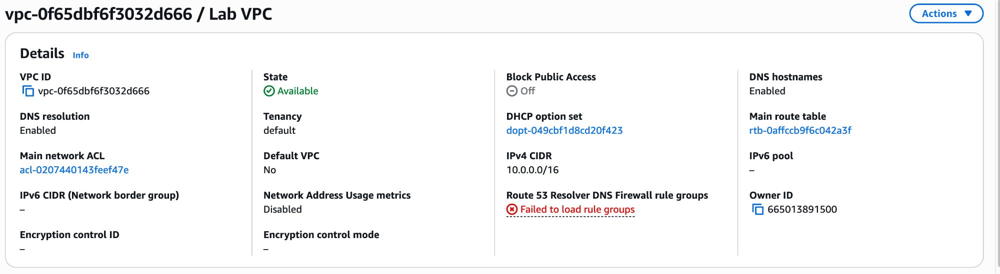 vpc-0f65dbf6f3032d666 / Lab VPC
Actions
Details Info
VPC ID
vpc-0f65dbf6f3032d666
State
Available
Block Public Access
Off
DNS hostnames
Enabled
DNS resolution
Enabled
Tenancy
default
DHCP option set
dopt-049cbf1d8cd20f423
Main route table
rtb-0affccb9f6c042a3f
Main network ACL
acl-0207440143feef47e
Default VPC
No
IPv4 CIDR
10.0.0.0/16
IPv6 pool
–
IPv6 CIDR (Network border group)
–
Network Address Usage metrics
Disabled
Route 53 Resolver DNS Firewall rule groups
Failed to load rule groups
Owner ID
665013891500
Encryption control ID
–
Encryption control mode
–